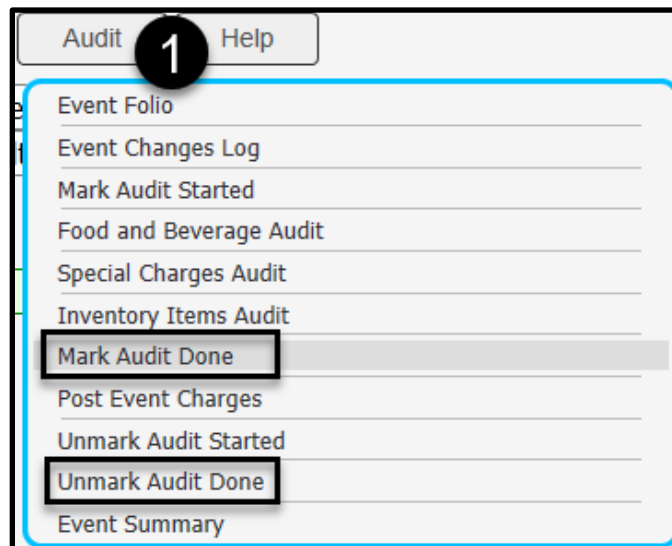 Audit 1 Help
Event Folio
Event Changes Log
Mark Audit Started
Food and Beverage Audit
Special Charges Audit
Inventory Items Audit
Mark Audit Done
Post Event Charges
Unmark Audit Started
Unmark Audit Done
Event Summary